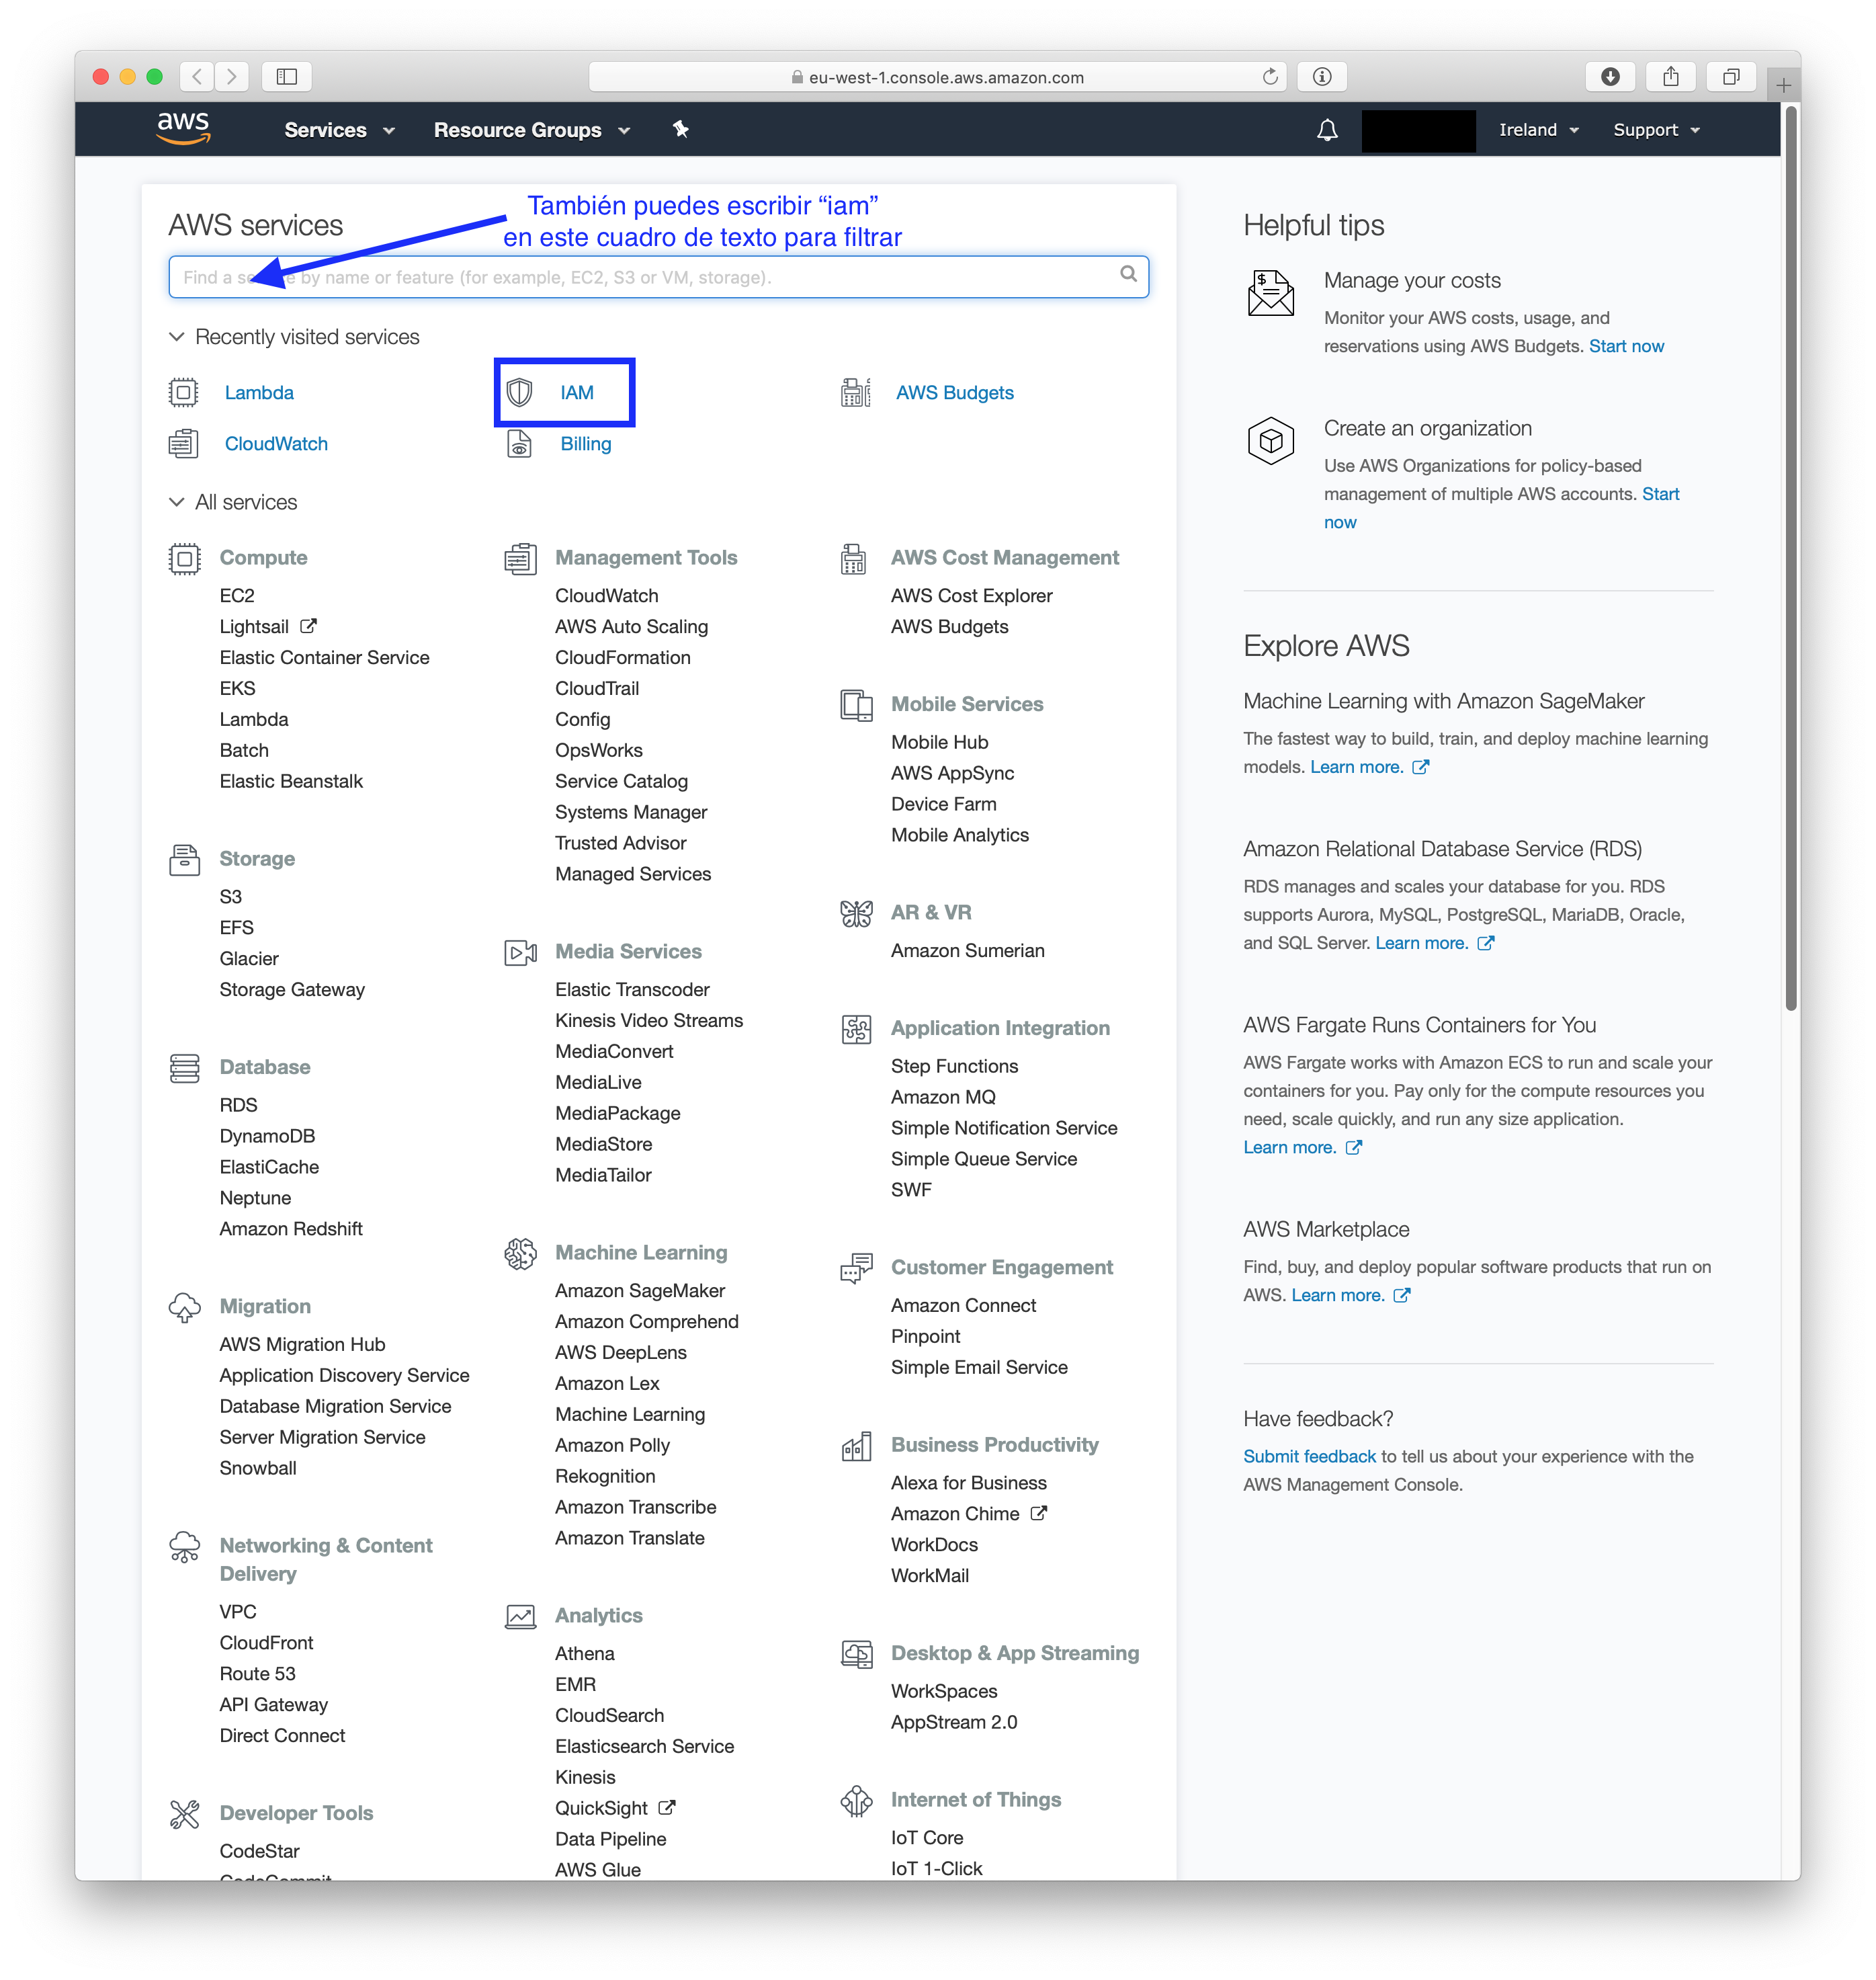 eu-west-1.console.aws.amazon.com
aws
Services
Resource Groups
Ireland
Support
AWS services
También puedes escribir “iam”
en este cuadro de texto para filtrar
Find a se e by name or feature (for example, EC2, S3 or VM, storage).
Recently visited services
Lambda
IAM
AWS Budgets
CloudWatch
Billing
All services
Compute
EC2
Lightsail
Elastic Container Service
EKS
Lambda
Batch
Elastic Beanstalk
Storage
S3
EFS
Glacier
Storage Gateway
Database
RDS
DynamoDB
ElastiCache
Neptune
Amazon Redshift
Migration
AWS Migration Hub
Application Discovery Service
Database Migration Service
Server Migration Service
Snowball
Networking & Content
Delivery
VPC
CloudFront
Route 53
API Gateway
Direct Connect
Developer Tools
CodeStar
CodeCommit
Management Tools
CloudWatch
AWS Auto Scaling
CloudFormation
CloudTrail
Config
OpsWorks
Service Catalog
Systems Manager
Trusted Advisor
Managed Services
Media Services
Elastic Transcoder
Kinesis Video Streams
MediaConvert
MediaLive
MediaPackage
MediaStore
MediaTailor
Machine Learning
Amazon SageMaker
Amazon Comprehend
AWS DeepLens
Amazon Lex
Machine Learning
Amazon Polly
Rekognition
Amazon Transcribe
Amazon Translate
Analytics
Athena
EMR
CloudSearch
Elasticsearch Service
Kinesis
QuickSight
Data Pipeline
AWS Glue
AWS Cost Management
AWS Cost Explorer
AWS Budgets
Mobile Services
Mobile Hub
AWS AppSync
Device Farm
Mobile Analytics
AR & VR
Amazon Sumerian
Application Integration
Step Functions
Amazon MQ
Simple Notification Service
Simple Queue Service
SWF
Customer Engagement
Amazon Connect
Pinpoint
Simple Email Service
Business Productivity
Alexa for Business
Amazon Chime
WorkDocs
WorkMail
Desktop & App Streaming
WorkSpaces
AppStream 2.0
Internet of Things
IoT Core
IoT 1-Click
Helpful tips
Manage your costs
Monitor your AWS costs, usage, and
reservations using AWS Budgets. Start now
Create an organization
Use AWS Organizations for policy-based
management of multiple AWS accounts. Start
now
Explore AWS
Machine Learning with Amazon SageMaker
The fastest way to build, train, and deploy machine learning
models. Learn more.
Amazon Relational Database Service (RDS)
RDS manages and scales your database for you. RDS
supports Aurora, MySQL, PostgreSQL, MariaDB, Oracle,
and SQL Server. Learn more.
AWS Fargate Runs Containers for You
AWS Fargate works with Amazon ECS to run and scale your
containers for you. Pay only for the compute resources you
need, scale quickly, and run any size application.
Learn more.
AWS Marketplace
Find, buy, and deploy popular software products that run on
AWS. Learn more.
Have feedback?
Submit feedback to tell us about your experience with the
AWS Management Console.